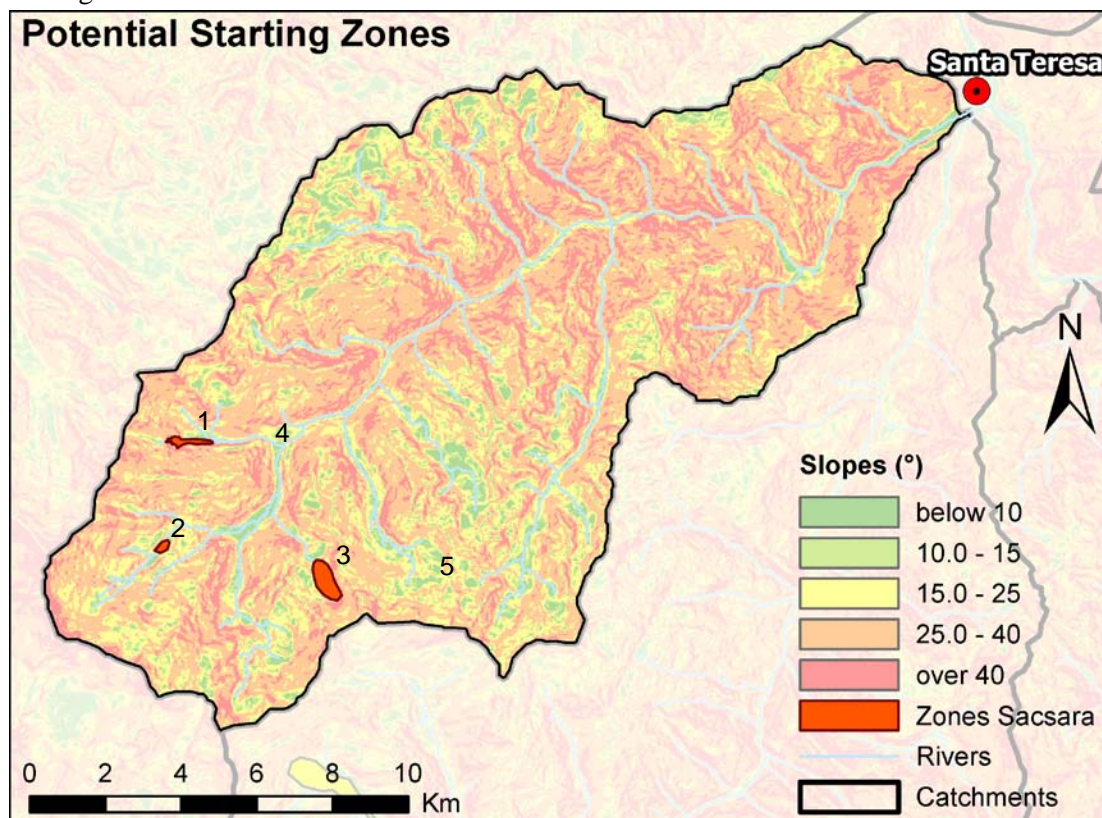 Potential Starting Zones
Santa Teresa
1
4
2
3
5
N
Slopes (°)
below 10
10.0 - 15
15.0 - 25
25.0 - 40
over 40
Zones Sacsara
Rivers
Catchments
0 2 4 6 8 10
Km